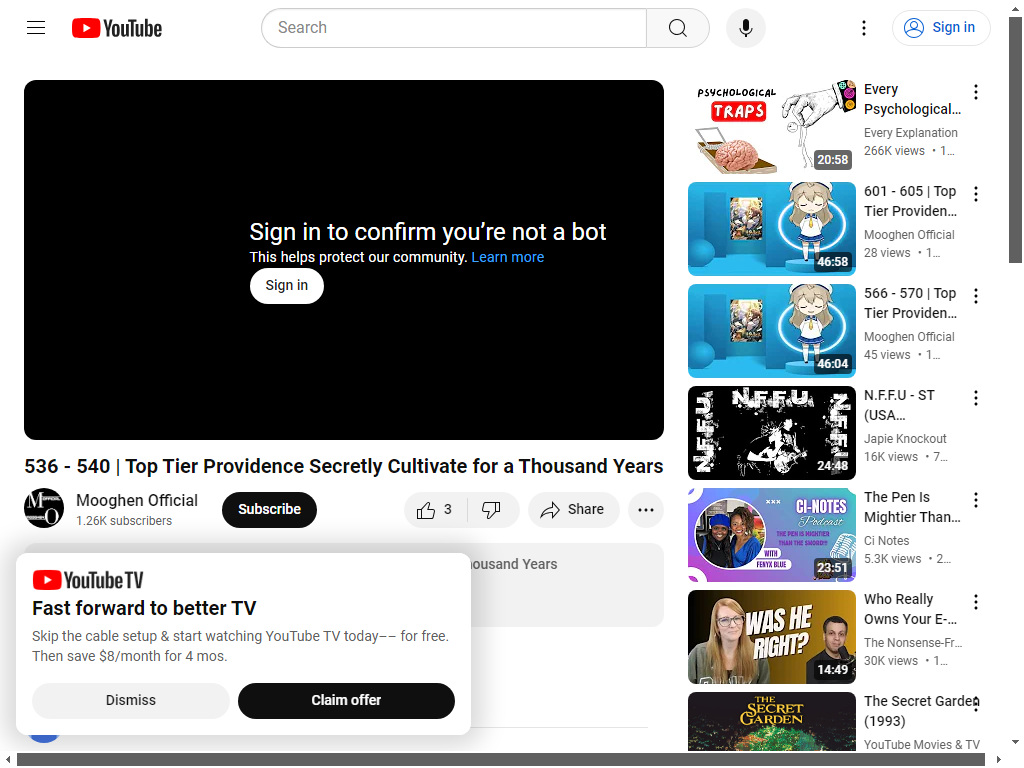 YouTube
Search
Sign in
Sign in to confirm you’re not a bot
This helps protect our community. Learn more
Sign in
536 - 540 | Top Tier Providence Secretly Cultivate for a Thousand Years
Mooghen Official
1.26K subscribers
Subscribe
3
Share
housand Years
YouTube TV
Fast forward to better TV
Skip the cable setup & start watching YouTube TV today–– for free.
Then save $8/month for 4 mos.
Dismiss
Claim offer
PSYCHOLOGICAL
TRAPS
20:58
Every
Psychological…
Every Explanation
266K views • 1…
46:58
601 - 605 | Top
Tier Providen…
Mooghen Official
28 views • 1…
46:04
566 - 570 | Top
Tier Providen…
Mooghen Official
45 views • 1…
N.F.F.U
N.F.F.U
N.F.F.U
24:48
N.F.F.U - ST
(USA…
Japie Knockout
16K views • 7…
CI-NOTES
Podcast
THE PEN IS MIGHTIER
THAN THE SWORD!!!
WITH
FENYX BLUE
23:51
The Pen Is
Mightier Than…
Ci Notes
5.3K views • 2…
WAS HE
RIGHT?
14:49
Who Really
Owns Your E-…
The Nonsense-Fr…
30K views • 1…
THE
SECRET
GARDEN
The Secret Garden
(1993)
YouTube Movies & TV